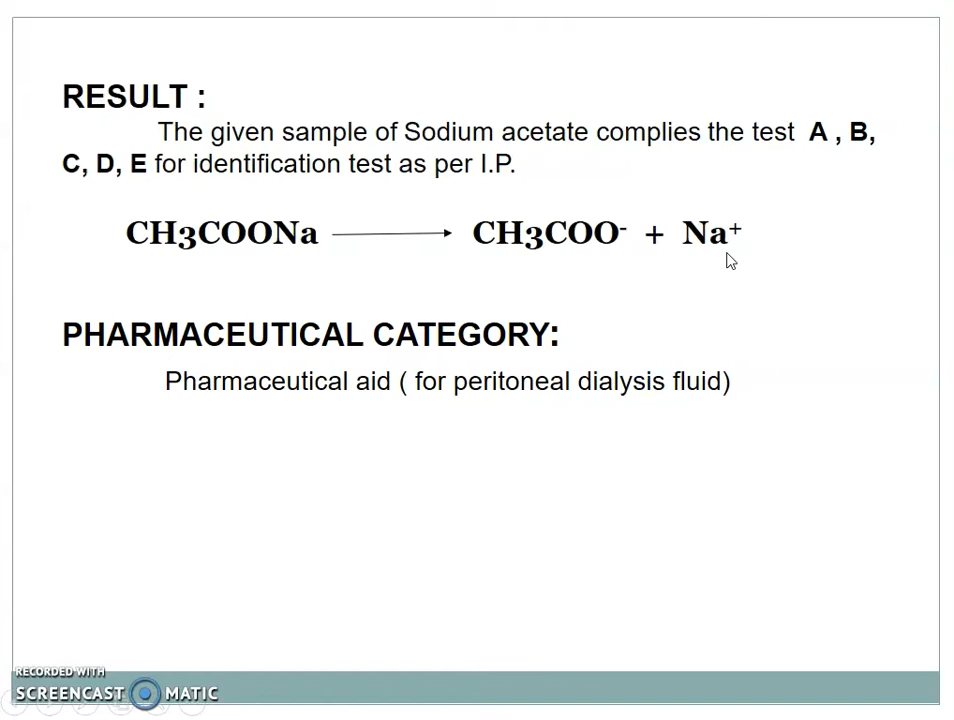 RESULT :
The given sample of Sodium acetate complies the test A , B,
C, D, E for identification test as per I.P.
CH3COONa CH3COO- + Na+
PHARMACEUTICAL CATEGORY:
Pharmaceutical aid ( for peritoneal dialysis fluid)
RECORDED WITH
SCREENCAST MATIC